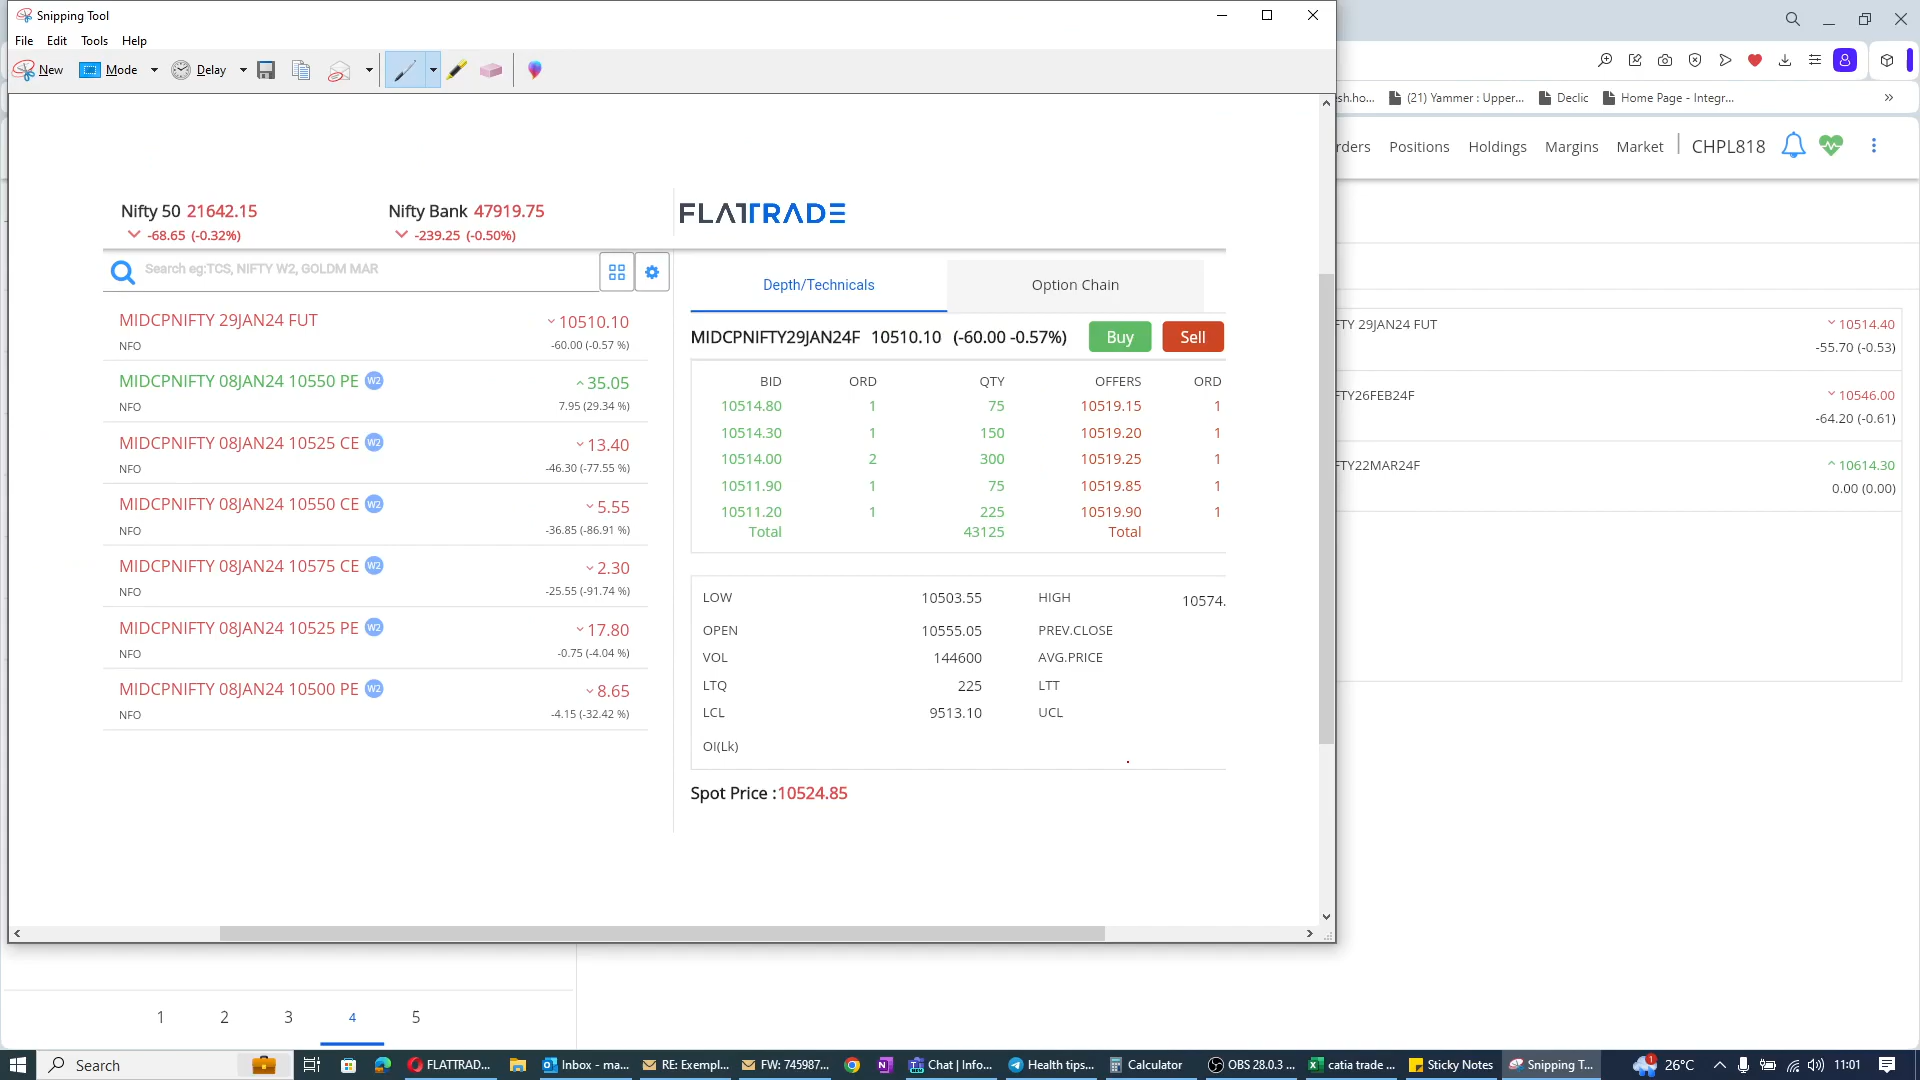 Snipping Tool
File Edit Tools Help
New Mode Delay
sh.ho... (21) Yammer : Upper... Declic Home Page - Integr... »
rders Positions Holdings Margins Market CHPL818
Nifty 50 21642.15
-68.65 (-0.32%)
Nifty Bank 47919.75
-239.25 (-0.50%)
FLATTRADE
Search eg:TCS, NIFTY W2, GOLDM MAR
MIDCPNIFTY 29JAN24 FUT 10510.10
NFO -60.00 (-0.57 %)
MIDCPNIFTY 08JAN24 10550 PE W2 35.05
NFO 7.95 (29.34 %)
MIDCPNIFTY 08JAN24 10525 CE W2 13.40
NFO -46.30 (-77.55 %)
MIDCPNIFTY 08JAN24 10550 CE W2 5.55
NFO -36.85 (-86.91 %)
MIDCPNIFTY 08JAN24 10575 CE W2 2.30
NFO -25.55 (-91.74 %)
MIDCPNIFTY 08JAN24 10525 PE W2 17.80
NFO -0.75 (-4.04 %)
MIDCPNIFTY 08JAN24 10500 PE W2 8.65
NFO -4.15 (-32.42 %)
Depth/Technicals Option Chain
MIDCPNIFTY29JAN24F 10510.10 (-60.00 -0.57%) Buy Sell
BID ORD QTY OFFERS ORD
10514.80 1 75 10519.15 1
10514.30 1 150 10519.20 1
10514.00 2 300 10519.25 1
10511.90 1 75 10519.85 1
10511.20 1 225 10519.90 1
Total 43125 Total
LOW 10503.55 HIGH 10574.
OPEN 10555.05 PREV.CLOSE
VOL 144600 AVG.PRICE
LTQ 225 LTT
LCL 9513.10 UCL
OI(Lk)
Spot Price :10524.85
FTY 29JAN24 FUT 10514.40
-55.70 (-0.53)
FTY26FEB24F 10546.00
-64.20 (-0.61)
FTY22MAR24F 10614.30
0.00 (0.00)
1 2 3 4 5
Search FLATTRAD... Inbox - ma... RE: Exempl... FW: 745987... Chat | Info... Health tips... Calculator OBS 28.0.3 ... catia trade ... Sticky Notes Snipping T... 1 26°C 11:01